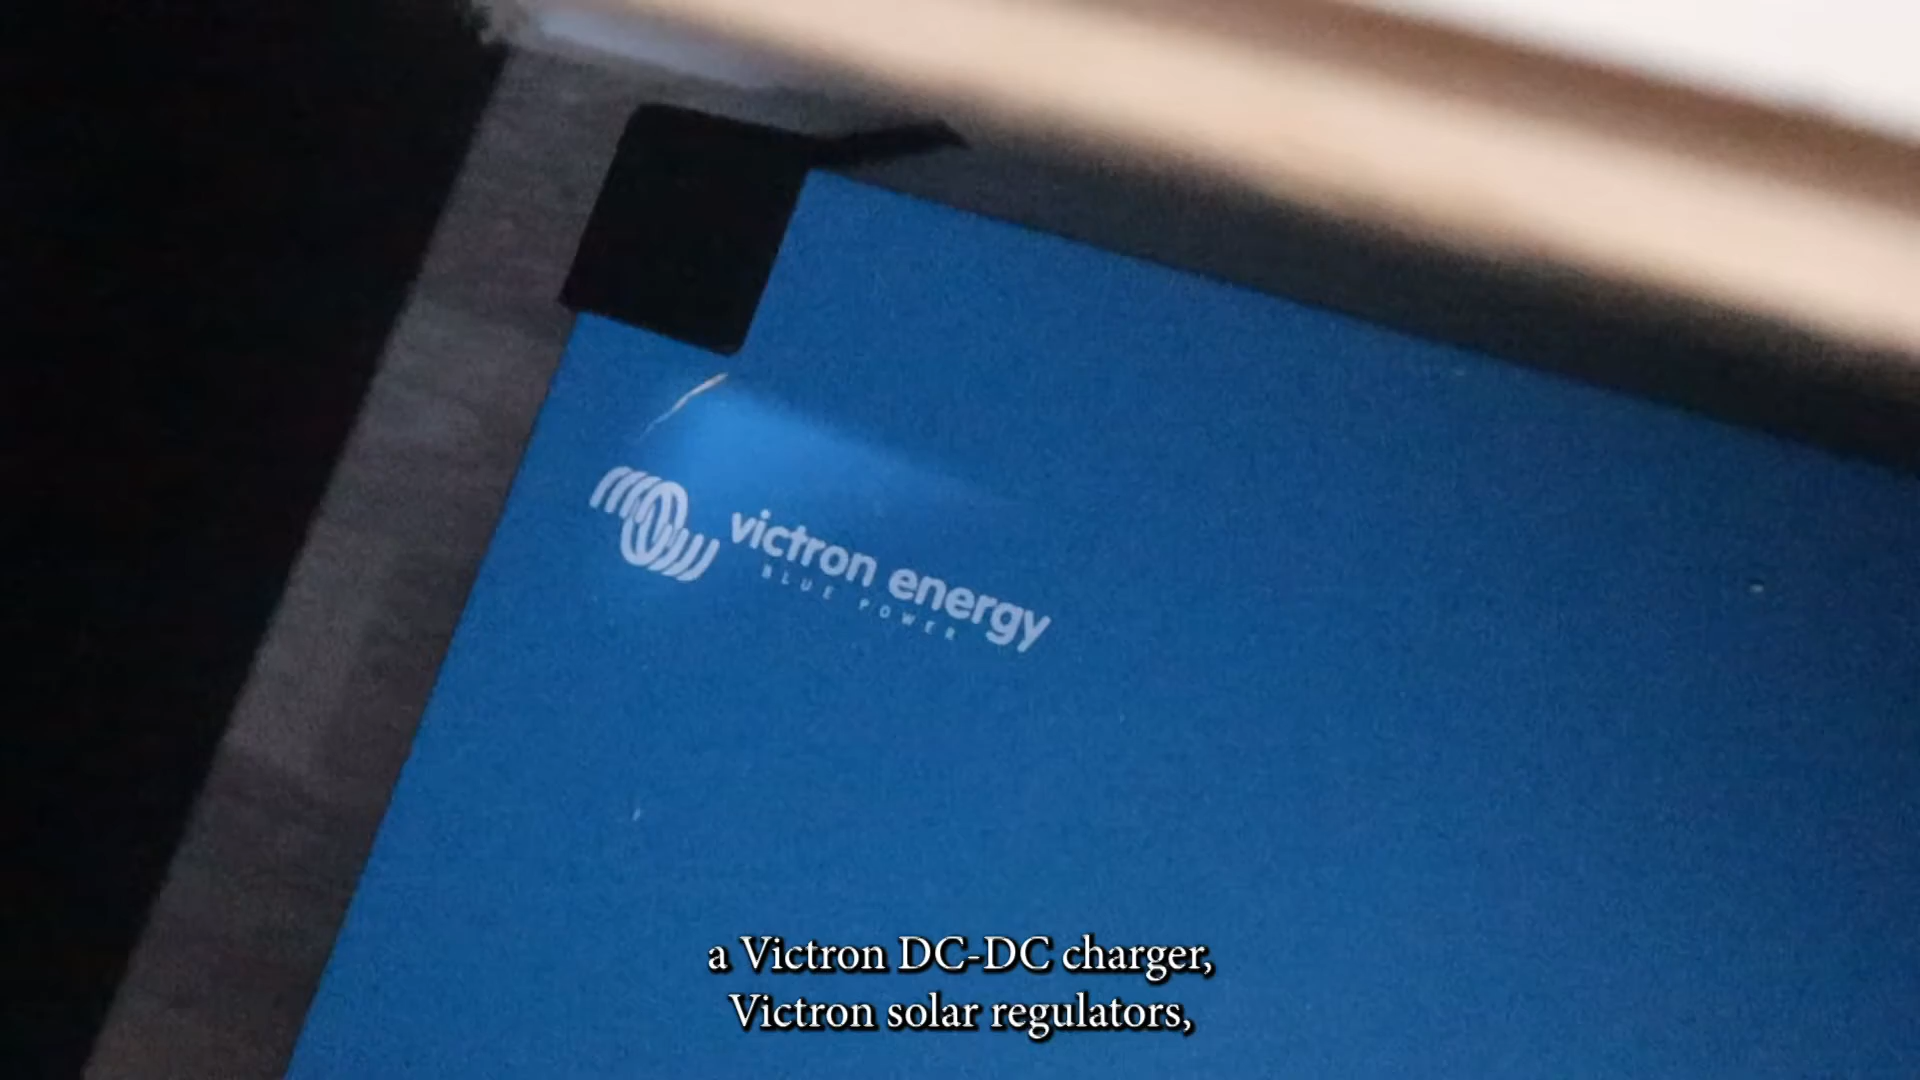 victron energy
BLUE POWER
a Victron DC-DC charger,
Victron solar regulators,